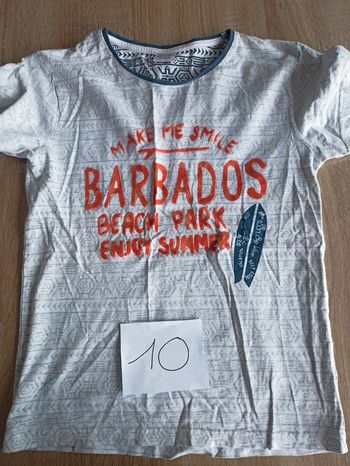 MAKE ME SMILE
BARBADOS
BEACH PARK
ENJOY SUMMER
10